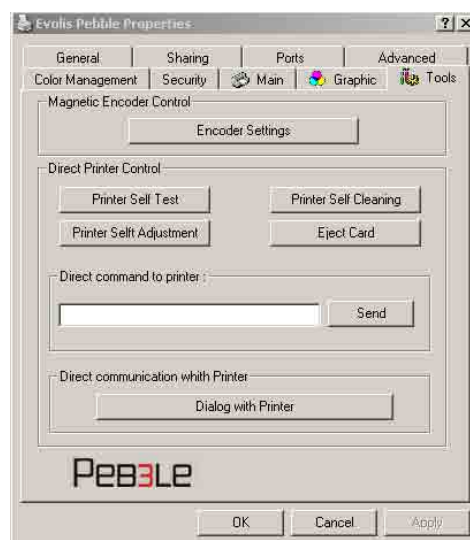 Evolis Pebble Properties
General Sharing Ports Advanced
Color Management Security Main Graphic Tools
Magnetic Encoder Control
Encoder Settings
Direct Printer Control
Printer Self Test Printer Self Cleaning
Printer Selft Adjustment Eject Card
Direct command to printer :
Send
Direct communication whith Printer
Dialog with Printer
PEB3LE
OK Cancel Apply